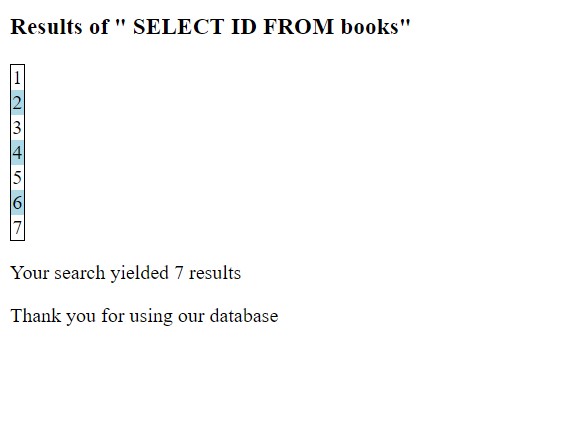 Results of " SELECT ID FROM books"
1
2
3
4
5
6
7
Your search yielded 7 results
Thank you for using our database